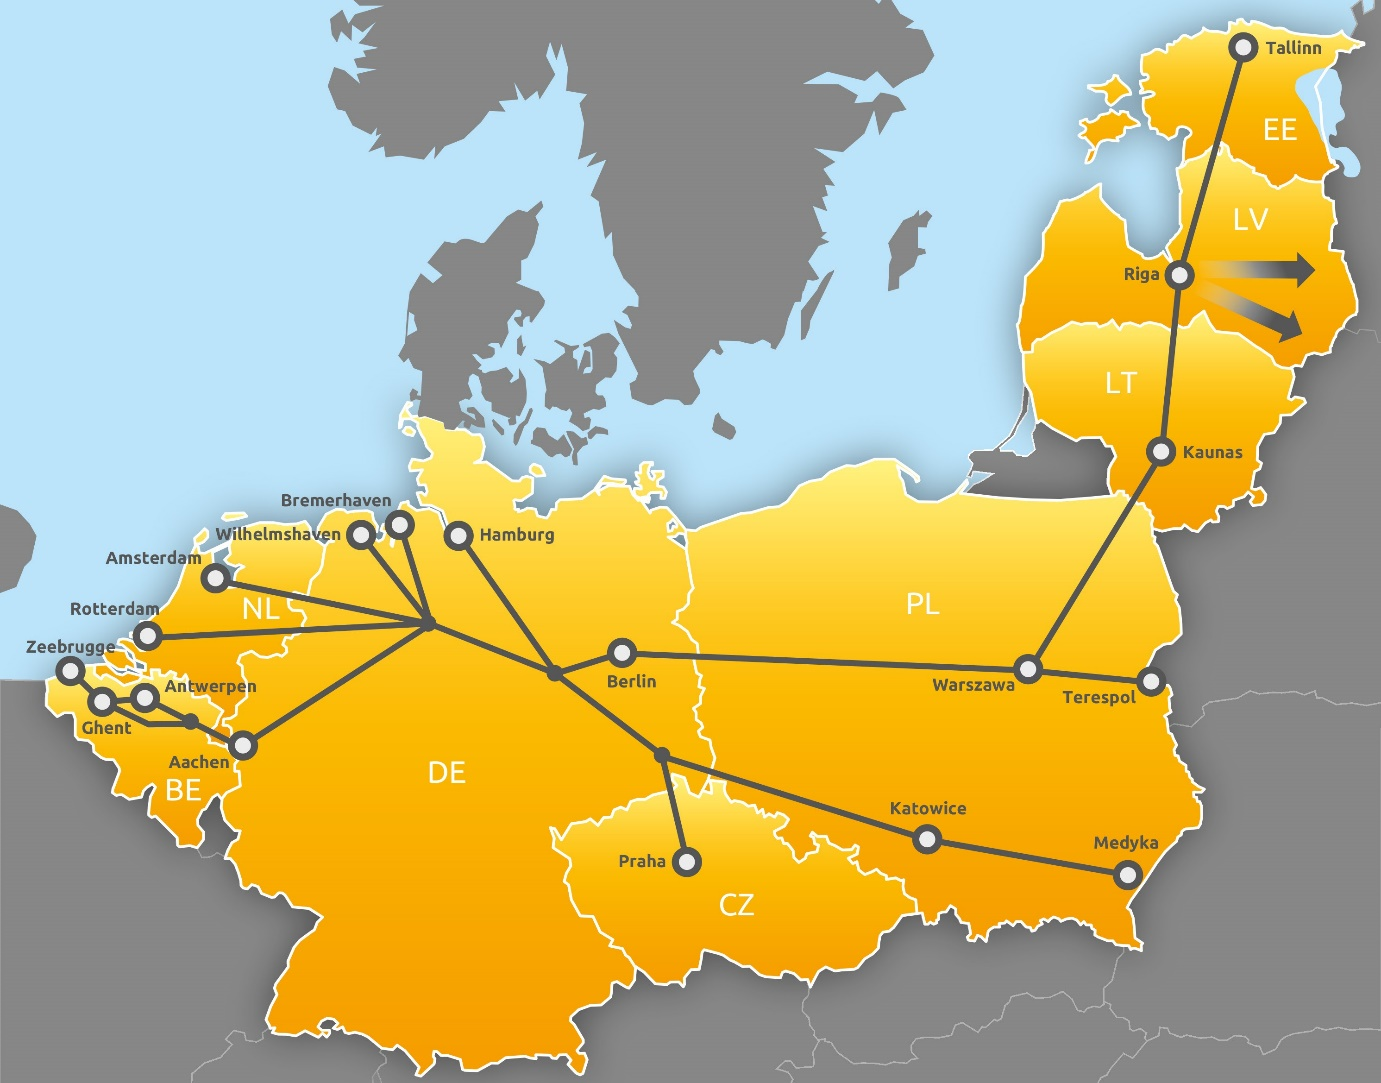 Tallinn
EE
LV
Riga
LT
Kaunas
Bremerhaven
Wilhelmshaven
Hamburg
Amsterdam
Rotterdam
NL
PL
Zeebrugge
Antwerpen
Berlin
Warszawa
Terespol
Ghent
Aachen
DE
BE
Katowice
Medyka
Praha
CZ